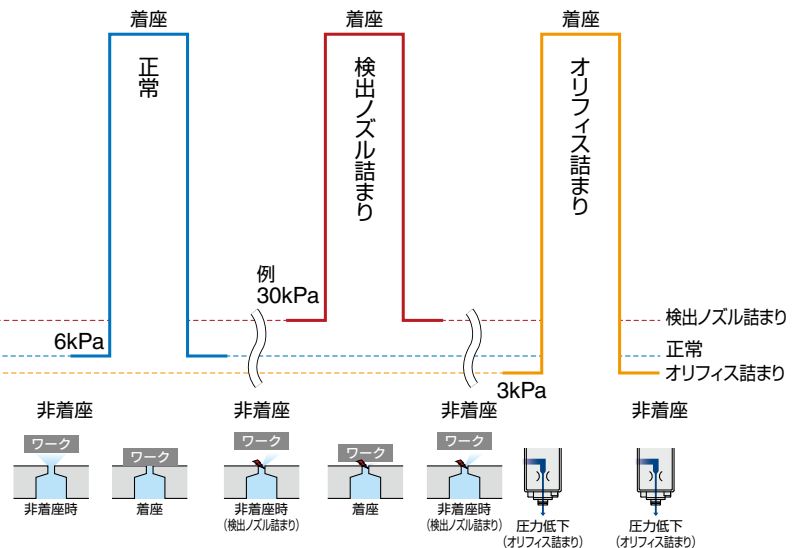 着座
着座
着座
正常
検出ノズル詰まり
オリフィス詰まり
例
30kPa
6kPa
3kPa
検出ノズル詰まり
正常
オリフィス詰まり
非着座
非着座
非着座
非着座
ワーク
ワーク
ワーク
ワーク
ワーク
非着座時
着座
非着座時
(検出ノズル詰まり)
着座
非着座時
(検出ノズル詰まり)
圧力低下
(オリフィス詰まり)
圧力低下
(オリフィス詰まり)